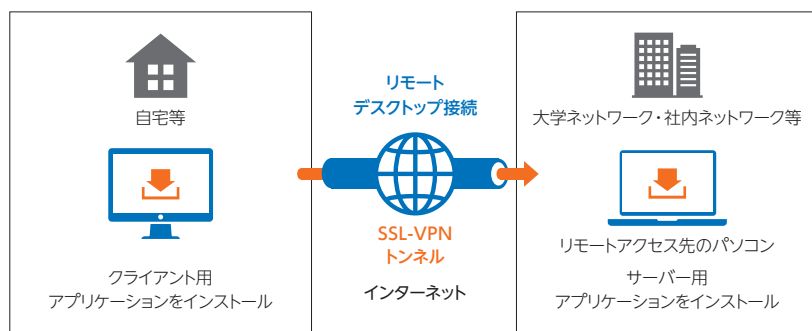 自宅等
クライアント用
アプリケーションをインストール
リモート
デスクトップ接続
SSL-VPN
トンネル
インターネット
大学ネットワーク・社内ネットワーク等
リモートアクセス先のパソコン
サーバー用
アプリケーションをインストール